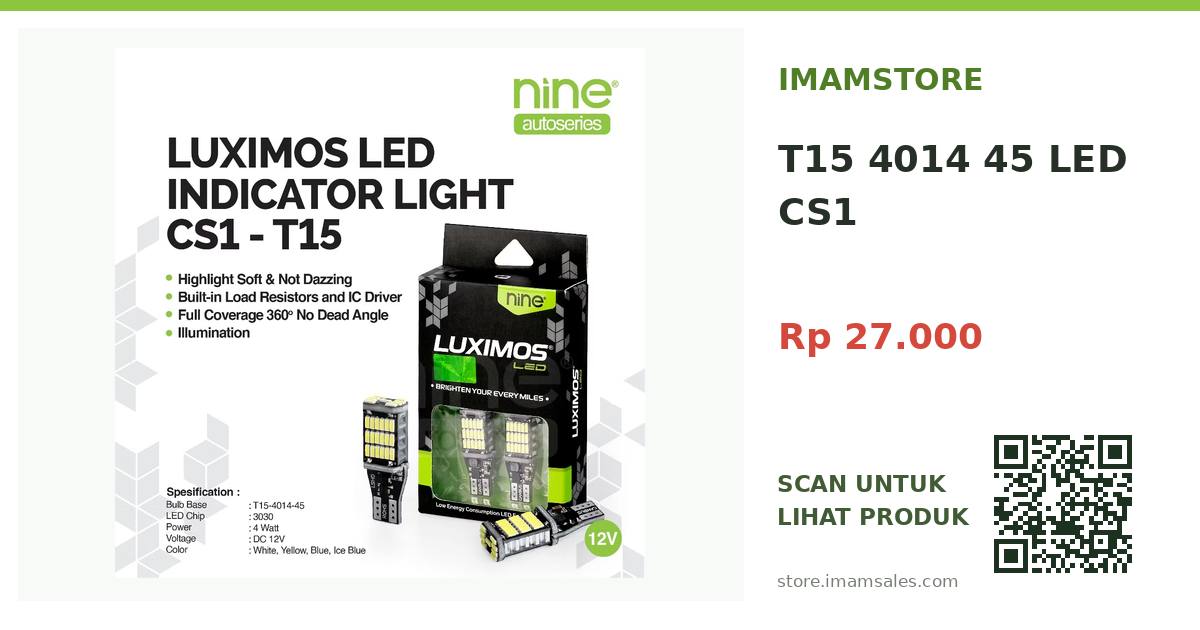 nine®
autoseries
LUXIMOS LED
INDICATOR LIGHT
CS1 - T15
Highlight Soft & Not Dazzing
Built-in Load Resistors and IC Driver
Full Coverage 360º No Dead Angle
Illumination
nine®
LUXIMOS®
LED
• BRIGHTEN YOUR EVERY MILES •
LUXIMOS
Low Energy Consumption LED
Spesification :
Bulb Base : T15-4014-45
LED Chip : 3030
Power : 4 Watt
Voltage : DC 12V
Color : White, Yellow, Blue, Ice Blue
12V
IMAMSTORE
T15 4014 45 LED
CS1
Rp 27.000
SCAN UNTUK
LIHAT PRODUK
store.imamsales.com